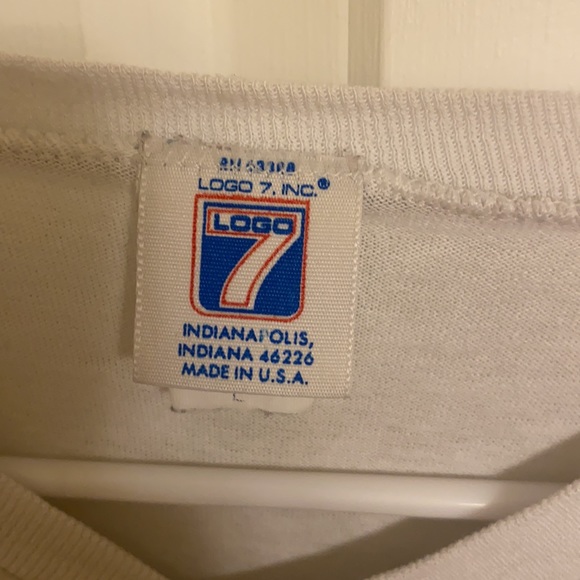 LOGO 7, INC.®
LOGO
7
INDIANAPOLIS,
INDIANA 46226
MADE IN U.S.A.
L